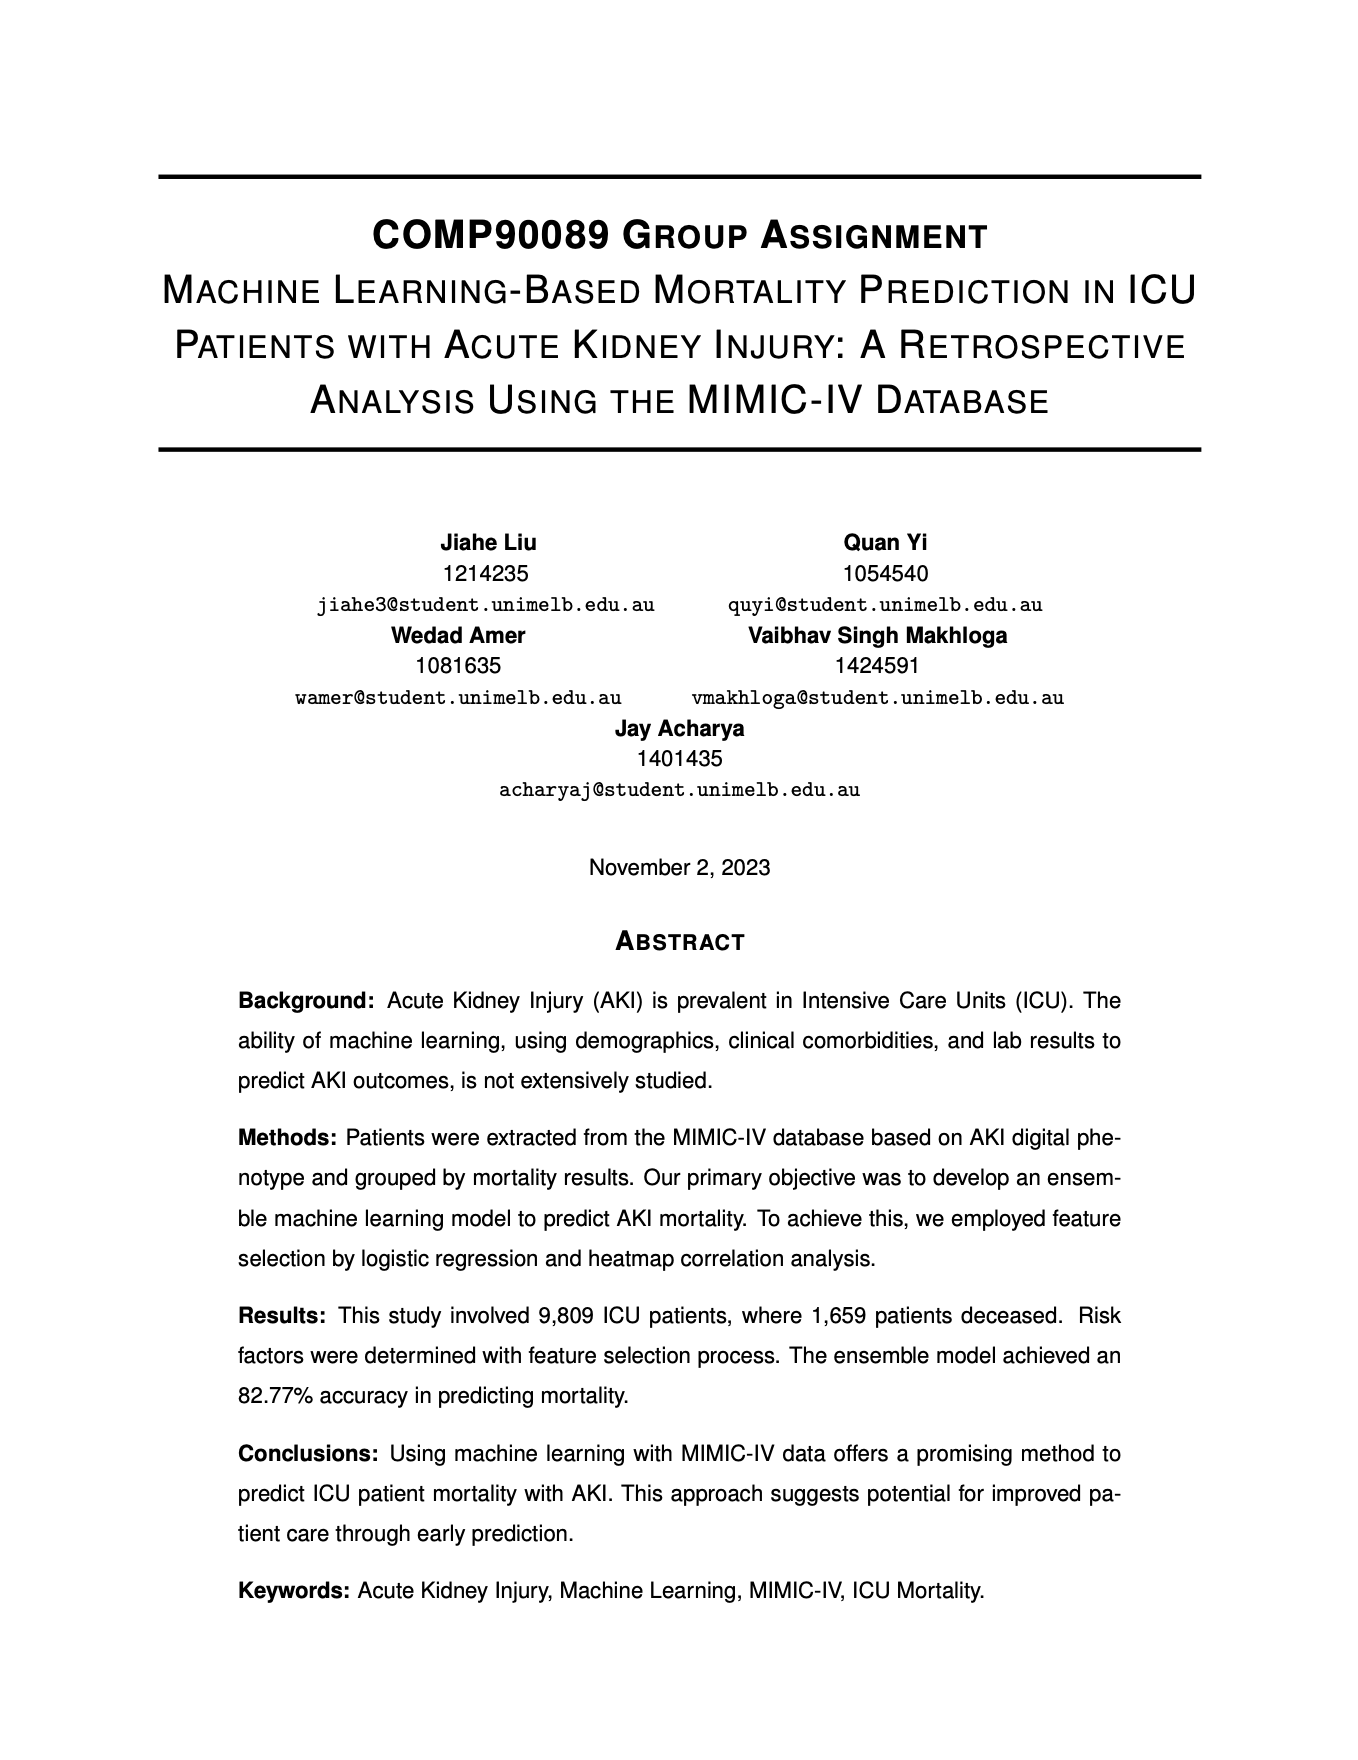 COMP90089 GROUP ASSIGNMENT
MACHINE LEARNING-BASED MORTALITY PREDICTION IN ICU
PATIENTS WITH ACUTE KIDNEY INJURY: A RETROSPECTIVE
ANALYSIS USING THE MIMIC-IV DATABASE
Jiahe Liu
1214235
jiahe3@student.unimelb.edu.au
Quan Yi
1054540
quyi@student.unimelb.edu.au
Wedad Amer
1081635
wamer@student.unimelb.edu.au
Vaibhav Singh Makhloga
1424591
vmakhloga@student.unimelb.edu.au
Jay Acharya
1401435
acharyaj@student.unimelb.edu.au
November 2, 2023
ABSTRACT
Background: Acute Kidney Injury (AKI) is prevalent in Intensive Care Units (ICU). The
ability of machine learning, using demographics, clinical comorbidities, and lab results to
predict AKI outcomes, is not extensively studied.
Methods: Patients were extracted from the MIMIC-IV database based on AKI digital phe-
notype and grouped by mortality results. Our primary objective was to develop an ensem-
ble machine learning model to predict AKI mortality. To achieve this, we employed feature
selection by logistic regression and heatmap correlation analysis.
Results: This study involved 9,809 ICU patients, where 1,659 patients deceased. Risk
factors were determined with feature selection process. The ensemble model achieved an
82.77% accuracy in predicting mortality.
Conclusions: Using machine learning with MIMIC-IV data offers a promising method to
predict ICU patient mortality with AKI. This approach suggests potential for improved pa-
tient care through early prediction.
Keywords: Acute Kidney Injury, Machine Learning, MIMIC-IV, ICU Mortality.